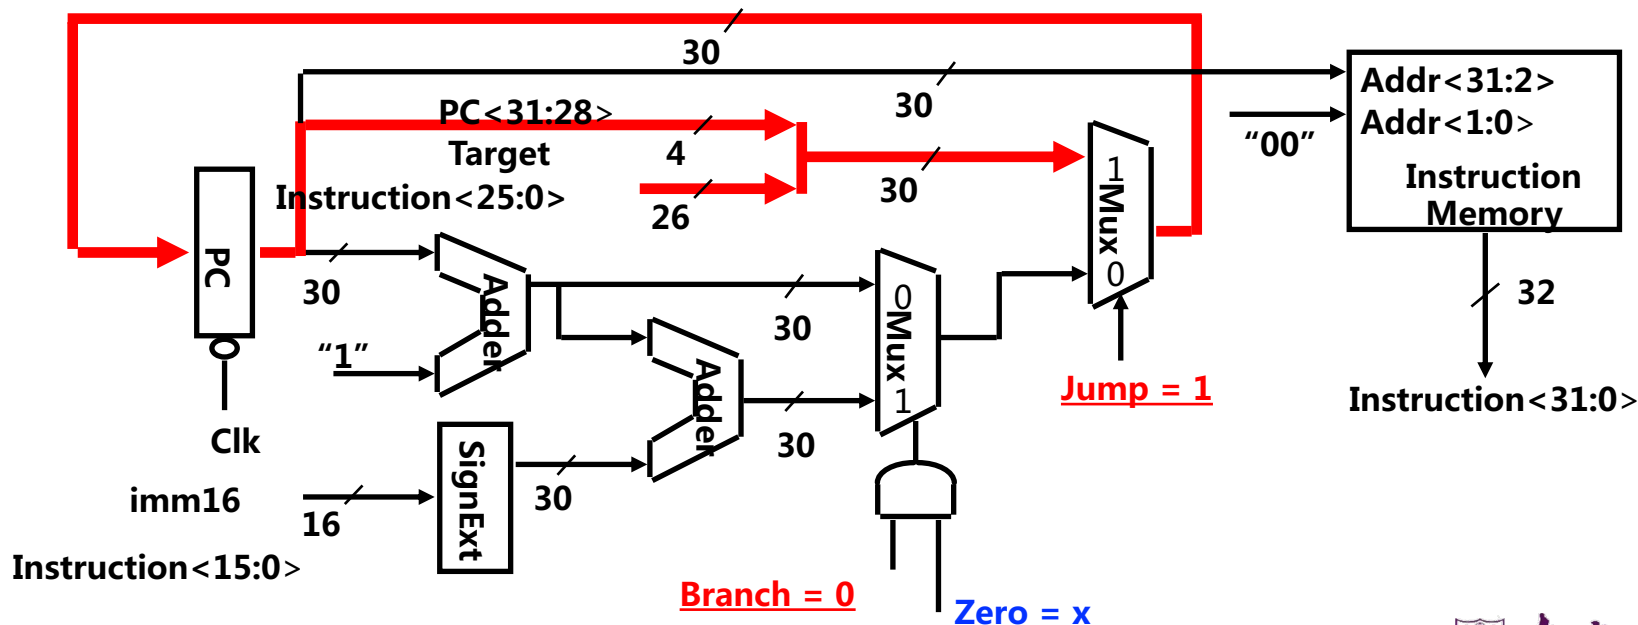 30
30
Addr<31:2>
Addr<1:0>
"00"
Instruction
Memory
32
Instruction<31:0>
PC<31:28>
Target
4
Instruction<25:0>
26
30
1
Mux
0
Jump = 1
PC
Clk
30
"1"
Adder
30
Adder
30
0
Mux
1
imm16
16
Instruction<15:0>
SignExt
30
Branch = 0
Zero = x